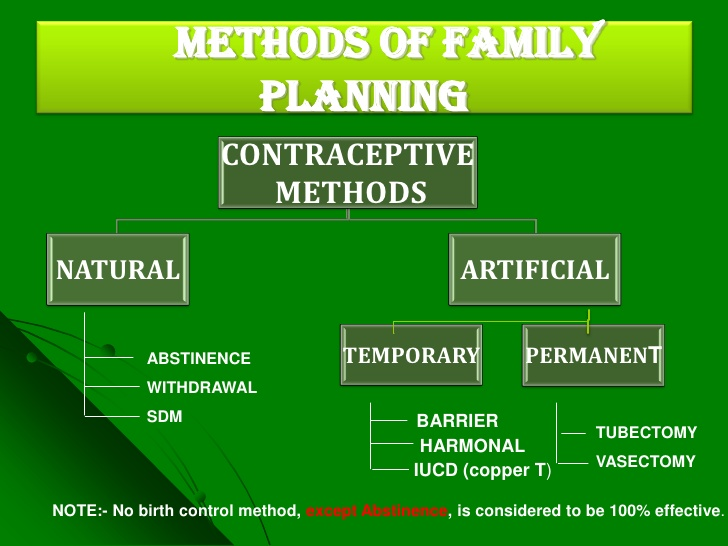 METHODS OF FAMILY
PLANNING
CONTRACEPTIVE
METHODS
NATURAL
ARTIFICIAL
ABSTINENCE
WITHDRAWAL
SDM
TEMPORARY
PERMANENT
BARRIER
HARMONAL
IUCD (copper T)
TUBECTOMY
VASECTOMY
NOTE:- No birth control method, except Abstinence, is considered to be 100% effective.